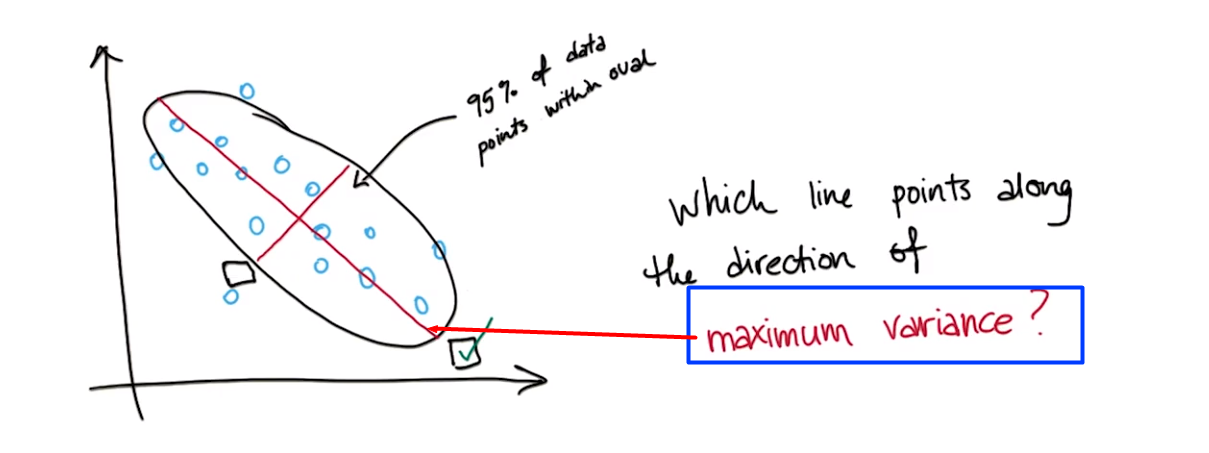 95% of data
points within oval
Which line points along
the direction of
maximum variance?